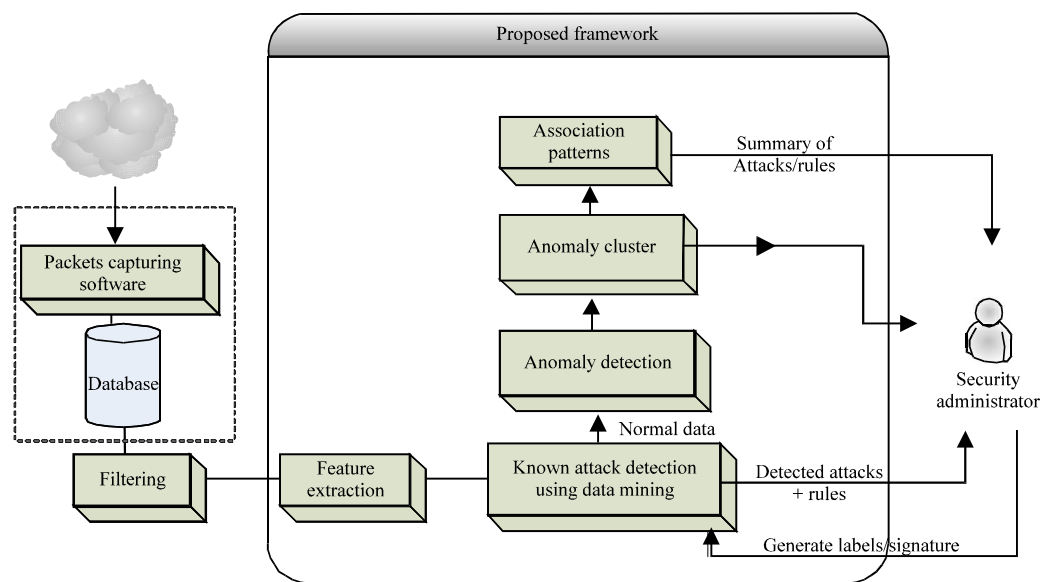 Proposed framework
Association
patterns
Summary of
Attacks/rules
Anomaly cluster
Packets capturing
software
Anomaly detection
Database
Security
administrator
Normal data
Filtering
Feature
extraction
Known attack detection
using data mining
Detected attacks
+ rules
Generate labels/signature